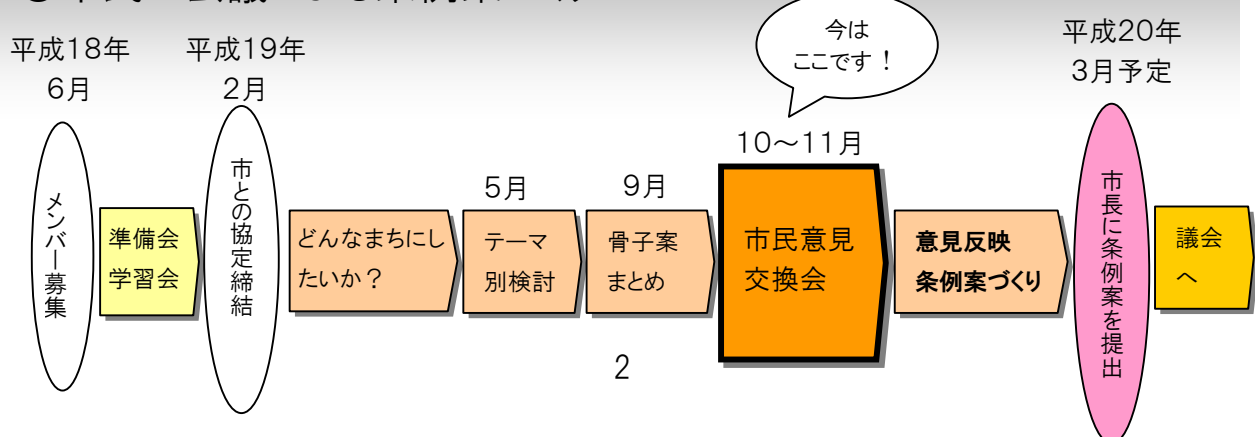 平成18年
6月
平成19年
2月
今は
ここです！
平成20年
3月予定
10～11月
5月
9月
メンバー募集
準備会
学習会
市との協定締結
どんなまちにし
たいか？
テーマ
別検討
骨子案
まとめ
市民意見
交換会
意見反映
条例案づくり
市長に条例案を提出
議会
へ
2